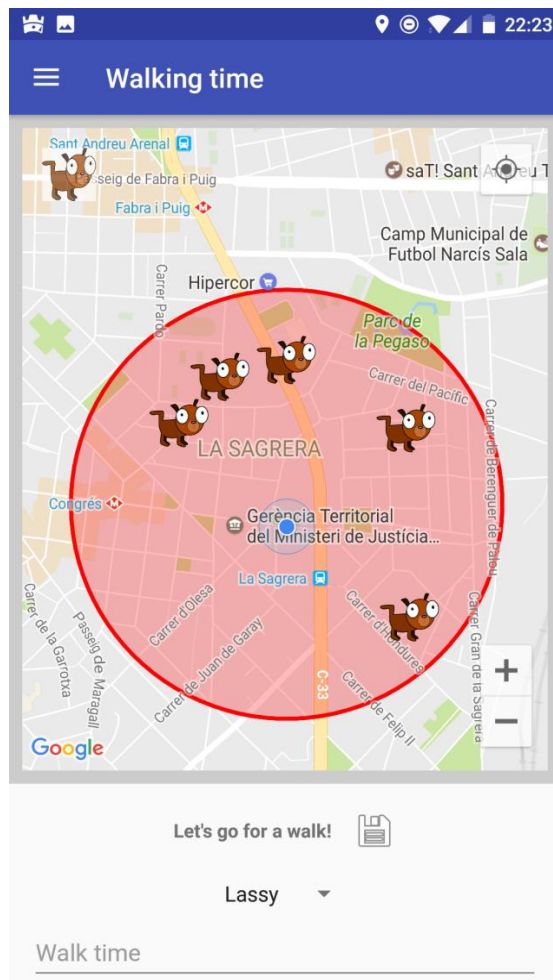 22:23
Walking time
Sant Andreu Arenal
Passeig de Fabra i Puig
saT! Sant Andreu T
Fabra i Puig
Camp Municipal de
Futbol Narcís Sala
Carrer Pardo
Hipercor
Parc de
la Pegaso
Carrer del Pacífic
Carrer de Berenguer de Palou
LA SAGRERA
Congrés
Gerència Territorial
del Ministeri de Justícia...
La Sagrera
Carrer d'Olesa
Carrer d'Hondures
Carrer de la Garrotxa
Passeig de Maragall
Carrer de Juan de Garay
Carrer Gran de la Sagrera
C-33
Carrer de Felip II
+
−
Google
Let's go for a walk!
Lassy
Walk time